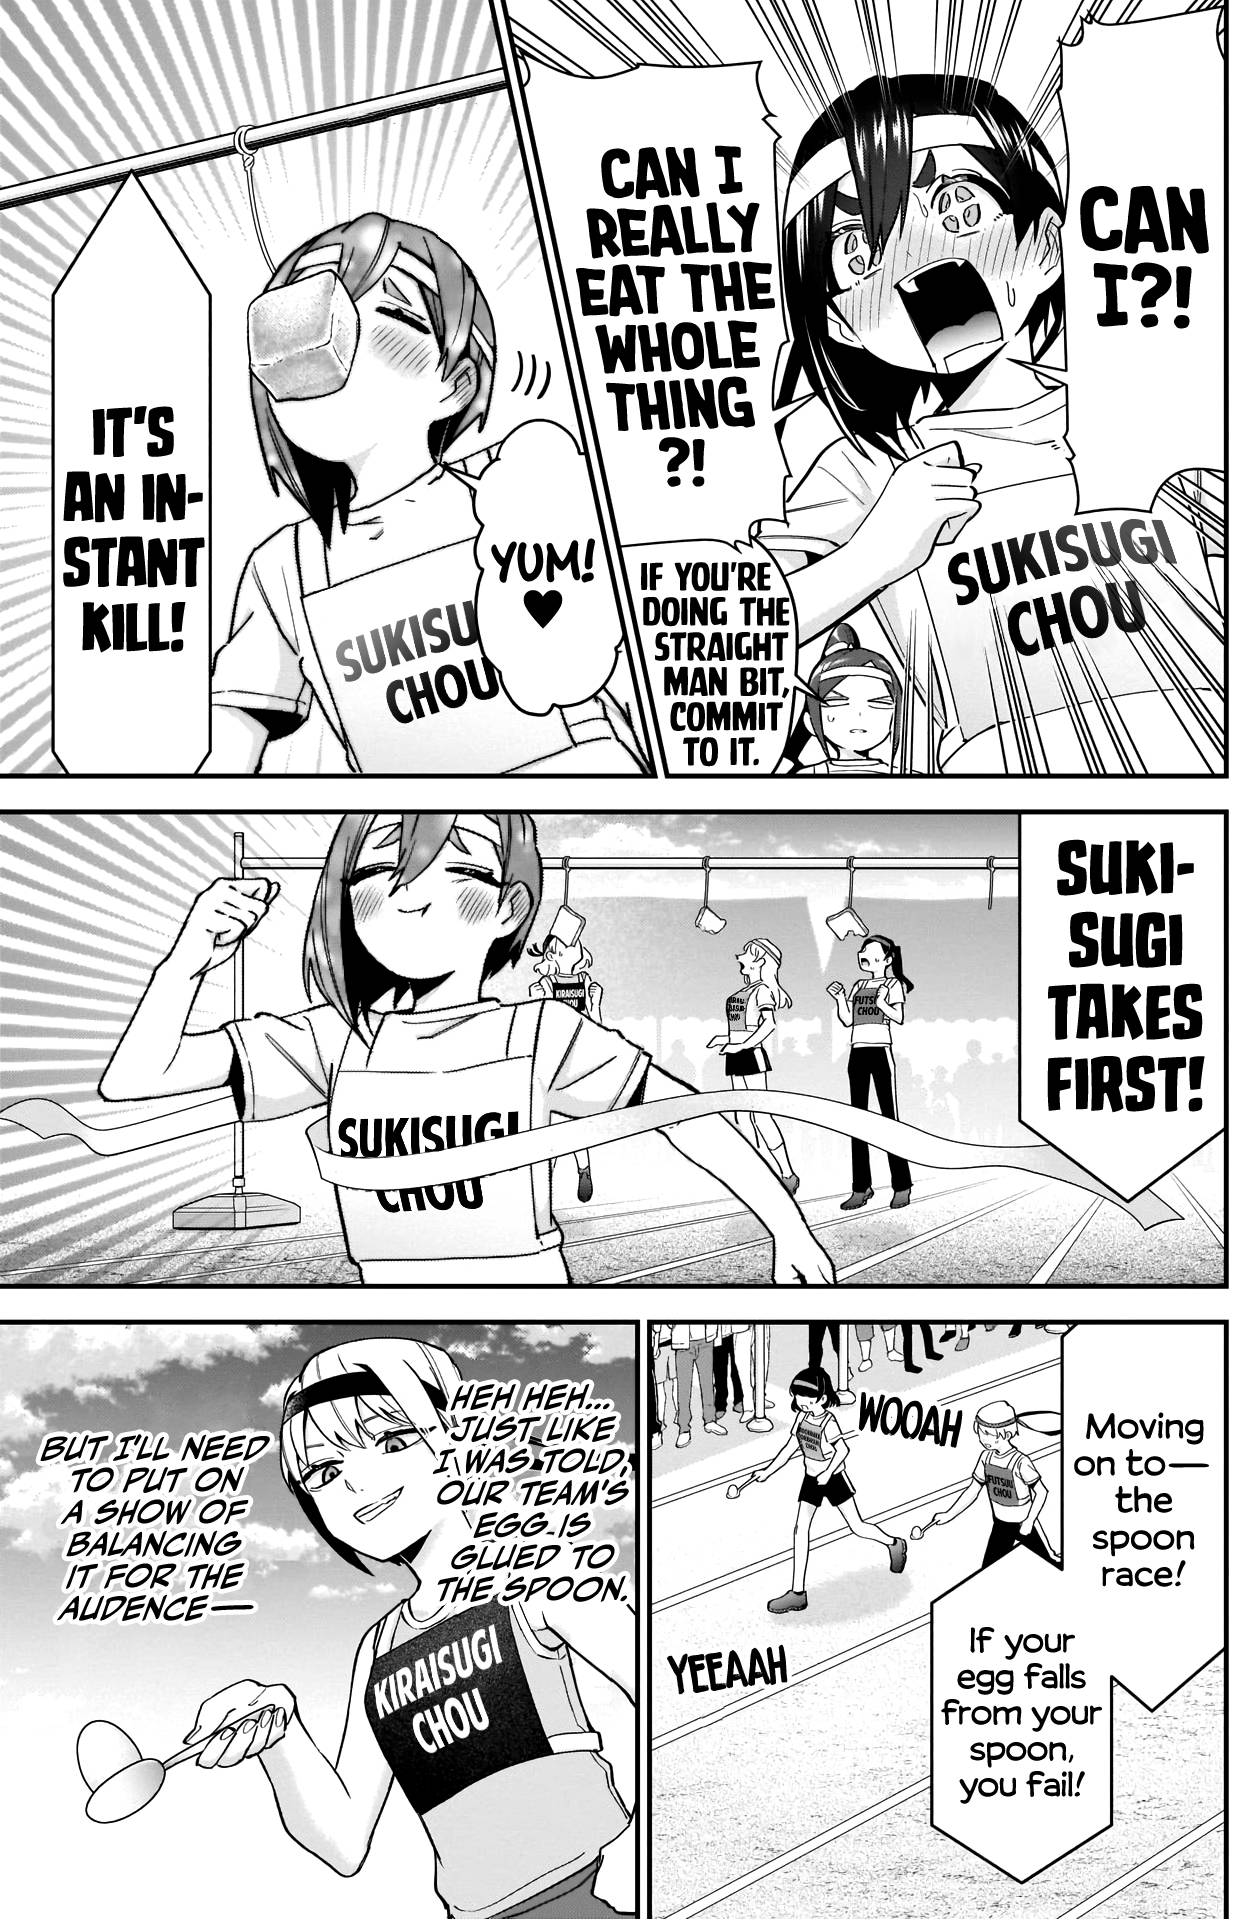 CAN
I?!
CAN I
REALLY
EAT THE
WHOLE
THING
?!
SUKISUGI
CHOU
IF YOU'RE
DOING THE
STRAIGHT
MAN BIT,
COMMIT
TO IT.
YUM!
♥
SUKISU
CHOU
IT'S
AN IN-
STANT
KILL!
SUKI-
SUGI
TAKES
FIRST!
FUTSU
CHOU
KIRAISUGI
CHOU
SUKISUGI
CHOU
Moving
on to—
the
spoon
race!
WOOAH
FUTSUU
CHOU
If your
egg falls
from your
spoon,
you fail!
YEEAAH
HEH HEH...
JUST LIKE
I WAS TOLD,
OUR TEAM'S
EGG IS
GLUED TO
THE SPOON.
BUT I'LL NEED
TO PUT ON
A SHOW OF
BALANCING
IT FOR THE
AUDENCE—
KIRAISUGI
CHOU